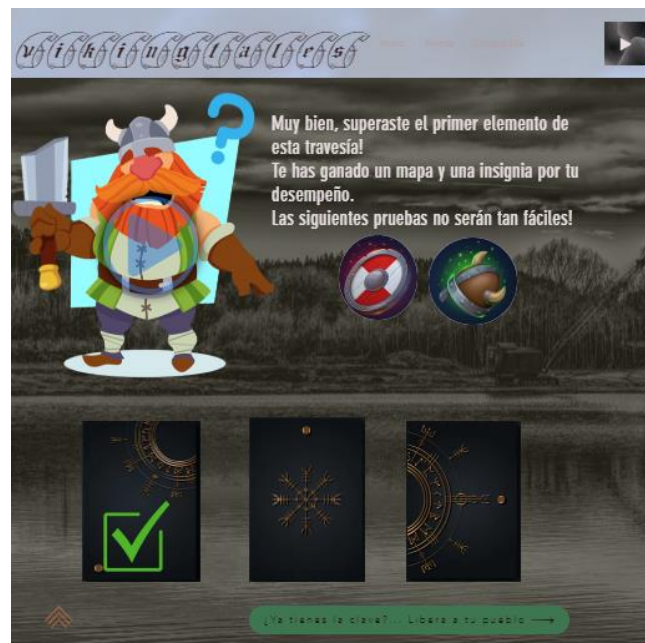 vikingtales
Muy bien, superaste el primer elemento de
esta travesía!
Te has ganado un mapa y una insignia por tu
desempeño.
Las siguientes pruebas no serán tan fáciles!
¿Ya tienes la clave?... Libera a tu pueblo